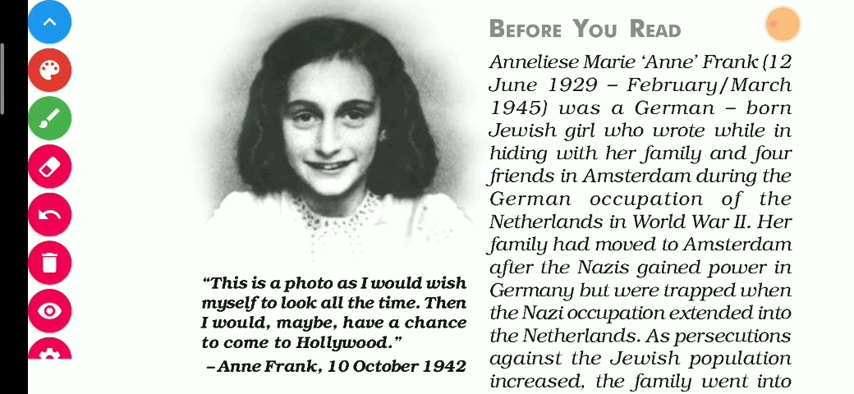 BEFORE YOU READ
Anneliese Marie ‘Anne’ Frank (12
June 1929 – February/March
1945) was a German – born
Jewish girl who wrote while in
hiding with her family and four
friends in Amsterdam during the
German occupation of the
Netherlands in World War II. Her
family had moved to Amsterdam
after the Nazis gained power in
Germany but were trapped when
the Nazi occupation extended into
the Netherlands. As persecutions
against the Jewish population
increased, the family went into
“This is a photo as I would wish
myself to look all the time. Then
I would, maybe, have a chance
to come to Hollywood.”
– Anne Frank, 10 October 1942